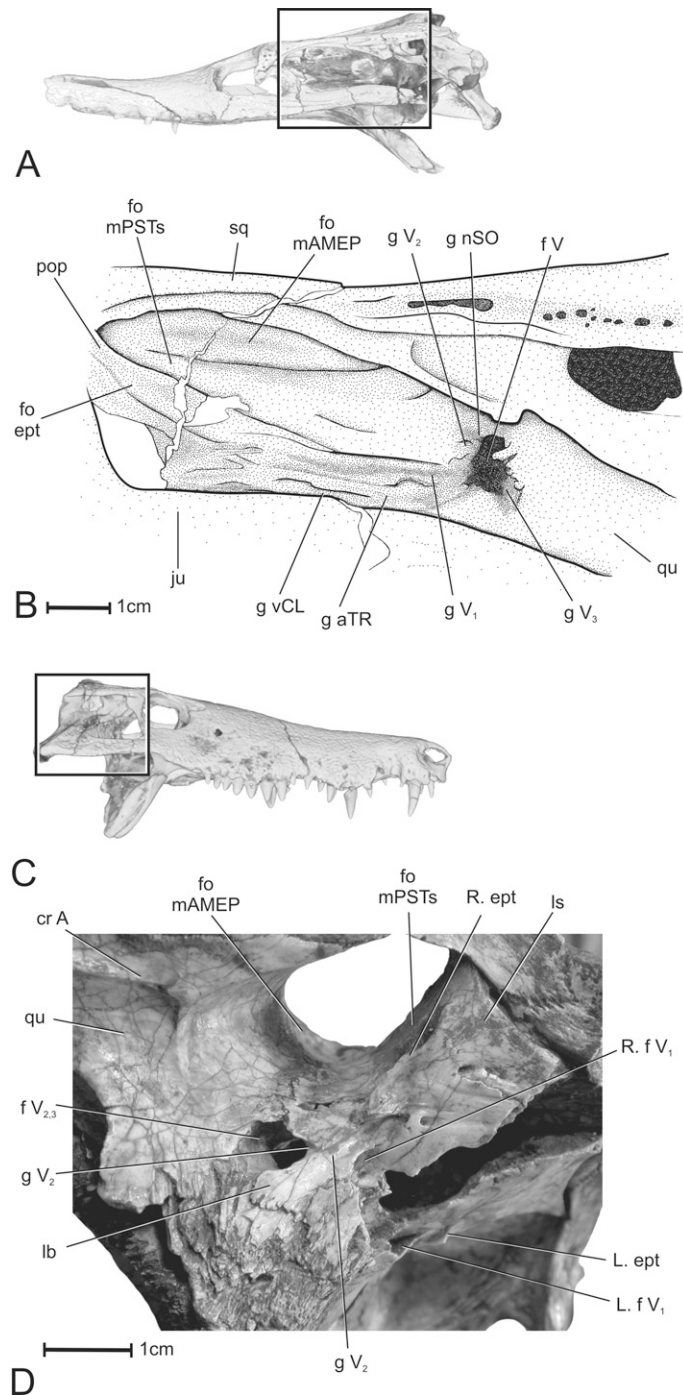 A
fo
mPSTs
sq
fo
mAMEP
g V₂
g nSO
f V
pop
fo
ept
ju
g vCL
g aTR
g V₁
g V₃
qu
B
1cm
C
fo
mAMEP
fo
mPSTs
R. ept
ls
cr A
qu
R. f V₁
f V₂,₃
g V₂
lb
L. ept
L. f V₁
g V₂
1cm
D